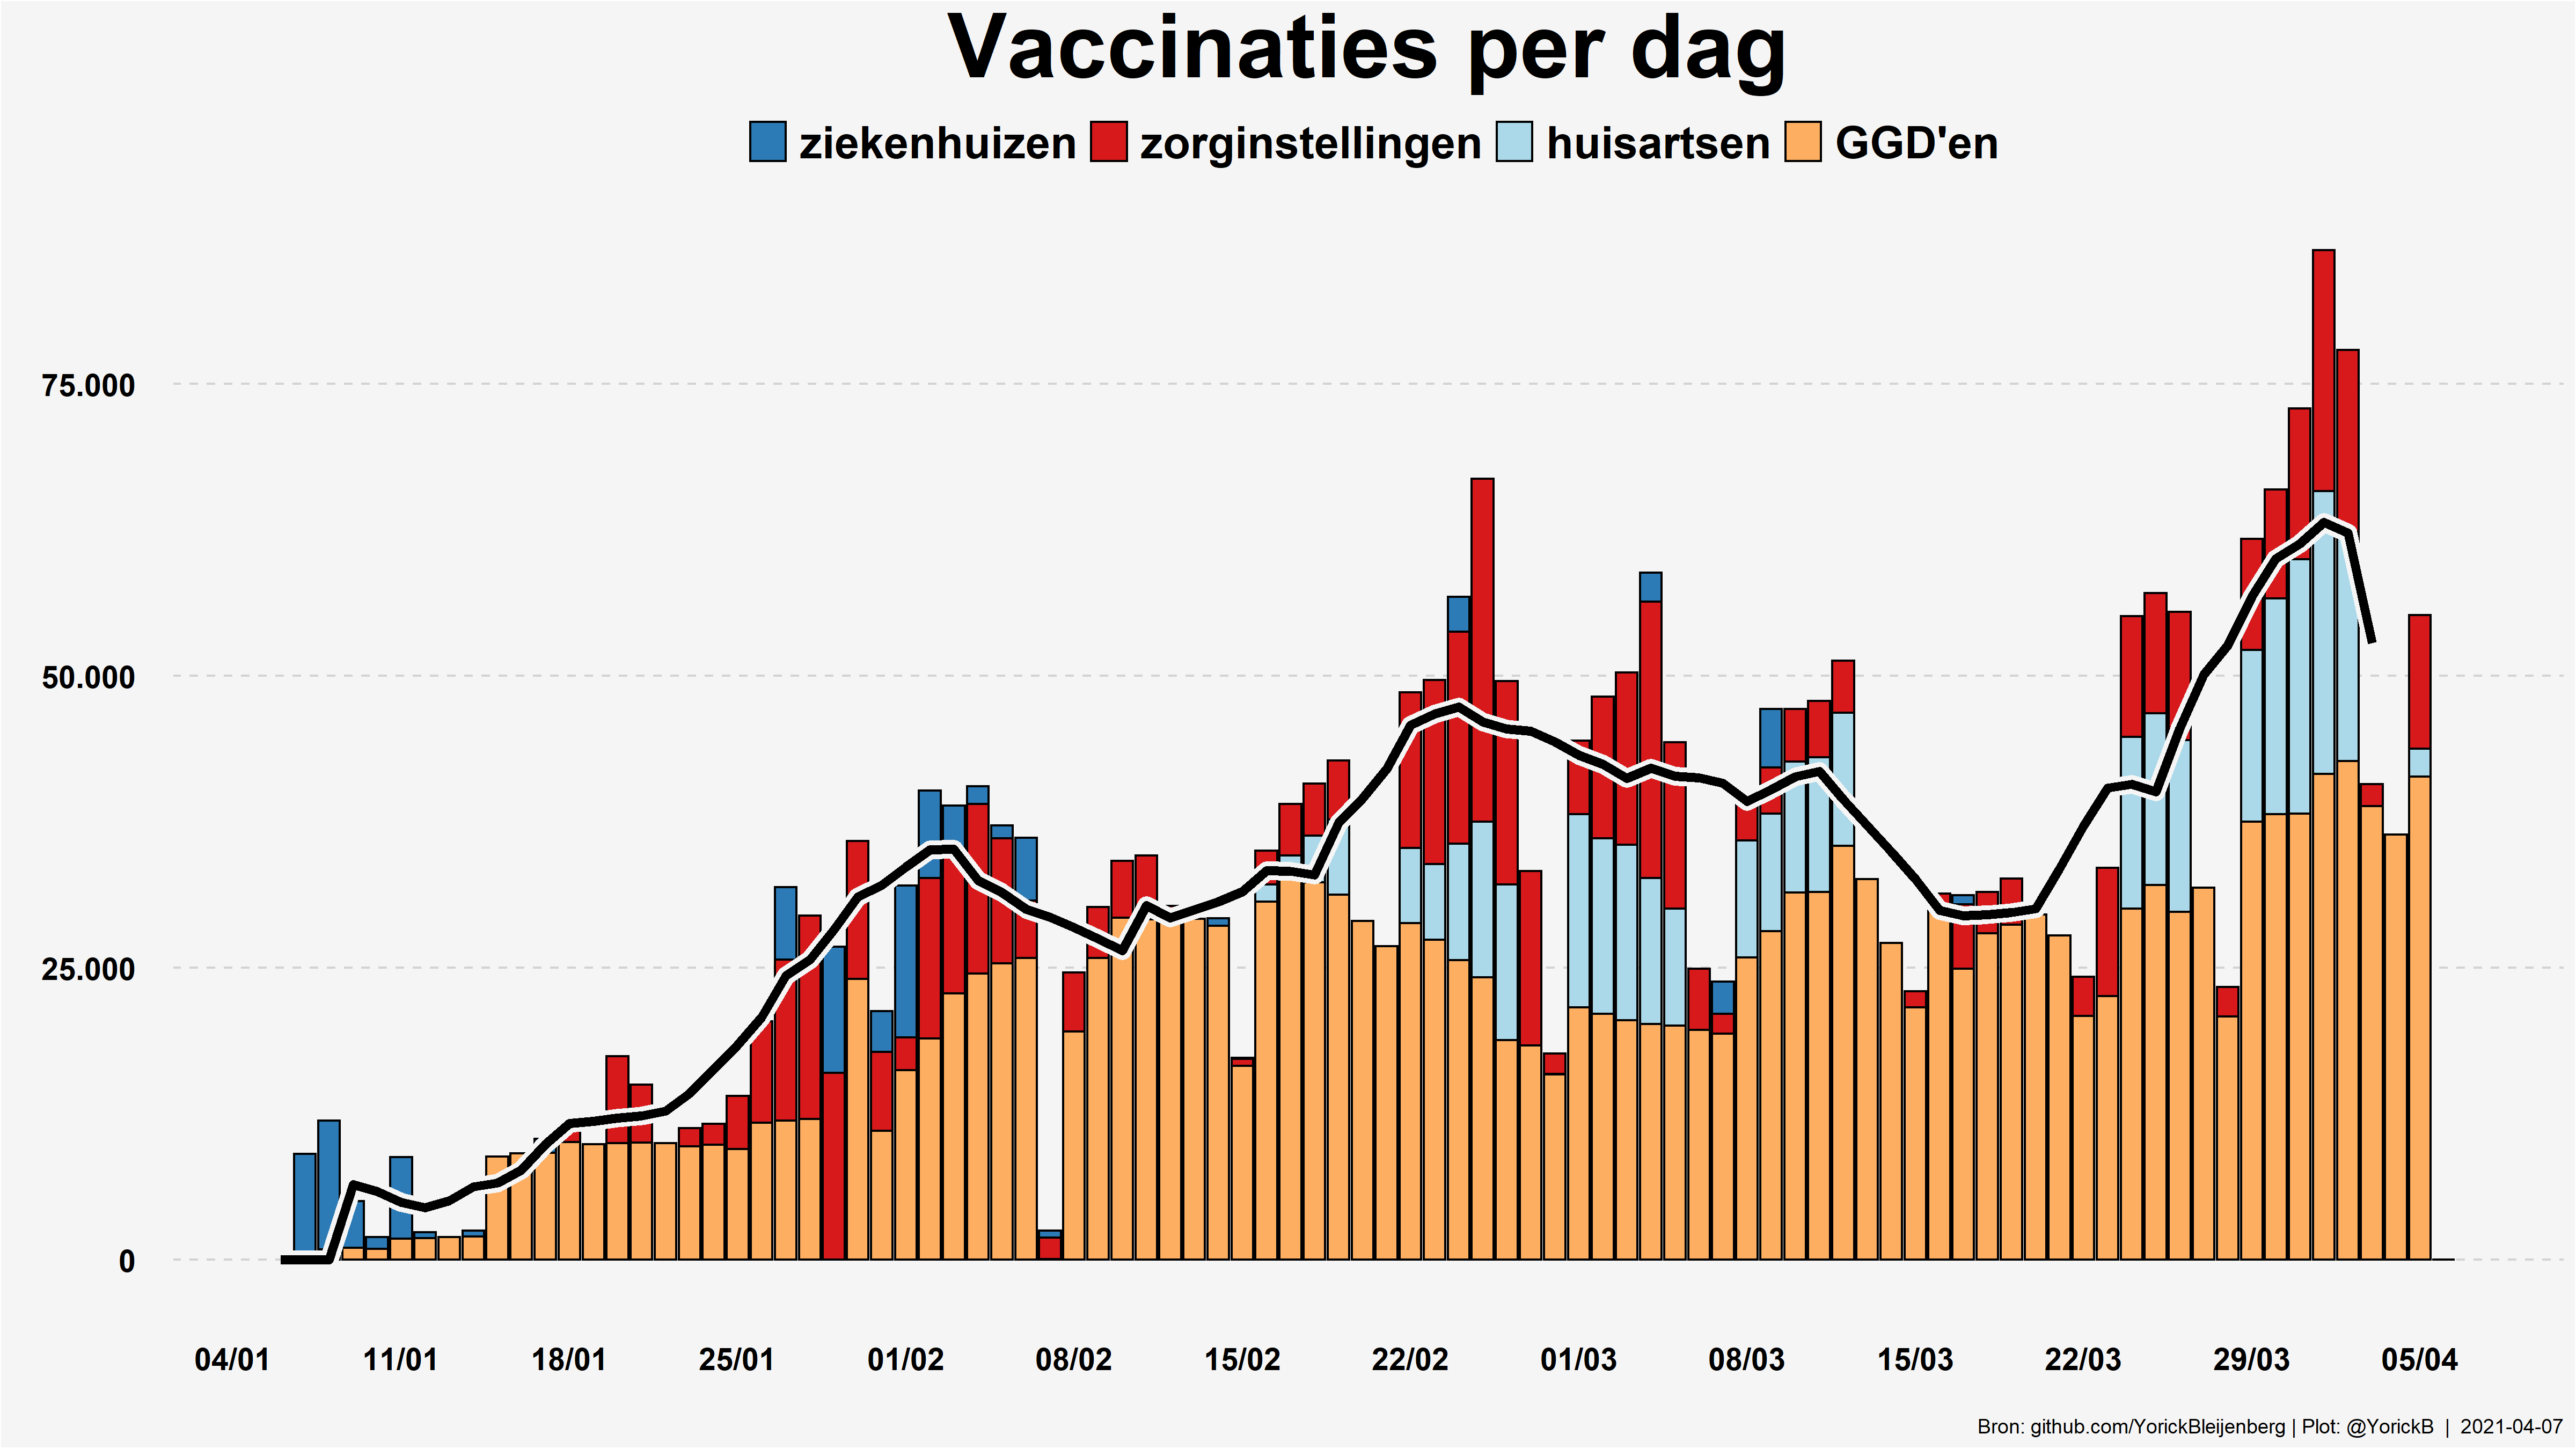 Vaccinaties per dag
ziekenhuizen zorginstellingen huisartsen GGD'en
75.000
50.000
25.000
0
04/01 11/01 18/01 25/01 01/02 08/02 15/02 22/02 01/03 08/03 15/03 22/03 29/03 05/04
Bron: github.com/YorickBleijenberg | Plot: @YorickB | 2021-04-07